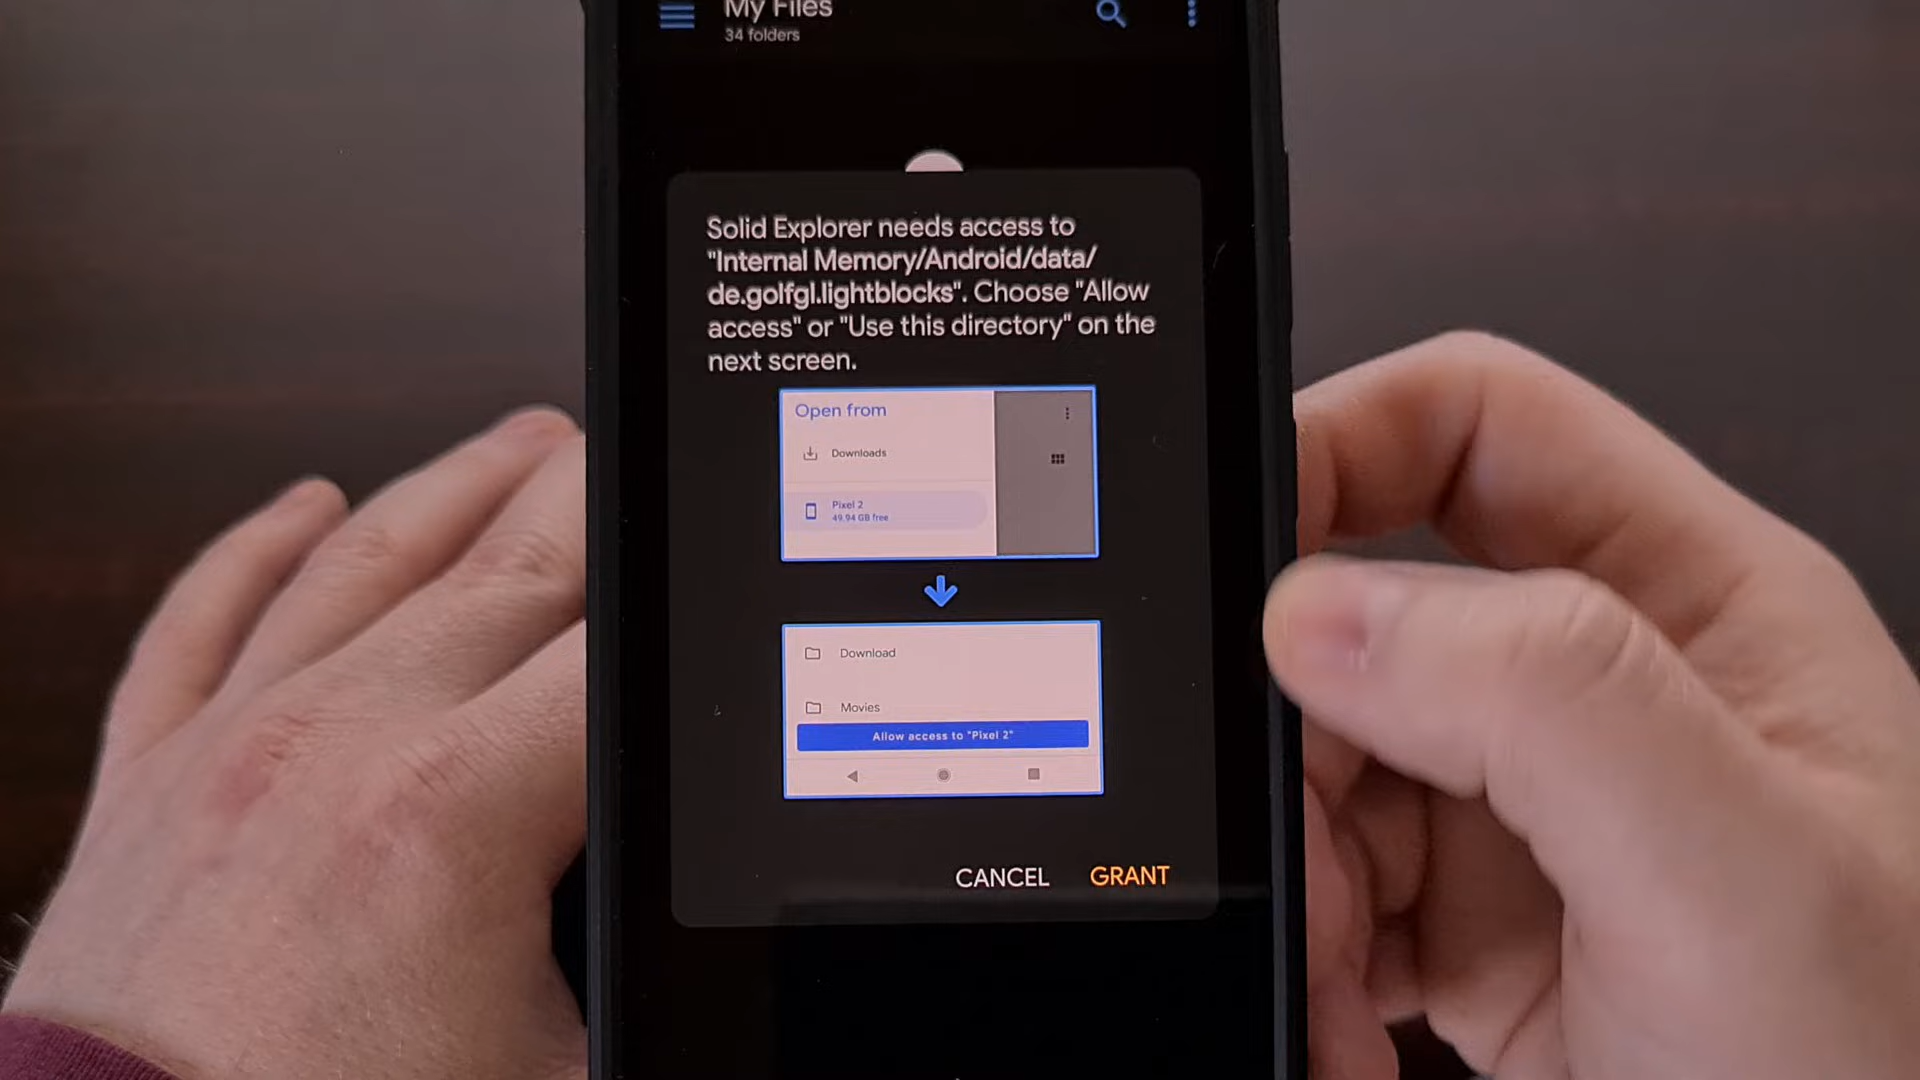 My Files
34 folders
Solid Explorer needs access to
"Internal Memory/Android/data/
de.golfgl.lightblocks". Choose "Allow
access" or "Use this directory" on the
next screen.
Open from
Downloads
Pixel 2
49.94 GB free
Download
Movies
Allow access to "Pixel 2"
CANCEL GRANT